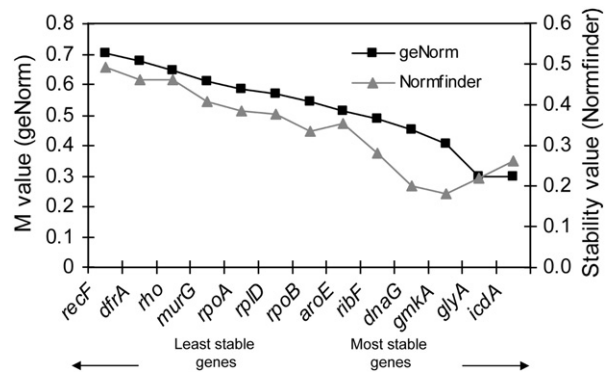 M value (geNorm)
0.8
0.7
0.6
0.5
0.4
0.3
0.2
0.1
0
0.6
0.5
0.4
0.3
0.2
0.1
0.0
Stability value (Normfinder)
geNorm
Normfinder
recF
dfrA
rho
murG
rpoA
rplD
rpoB
aroE
ribF
dnaG
gmkA
glyA
icdA
Least stable
genes
Most stable
genes